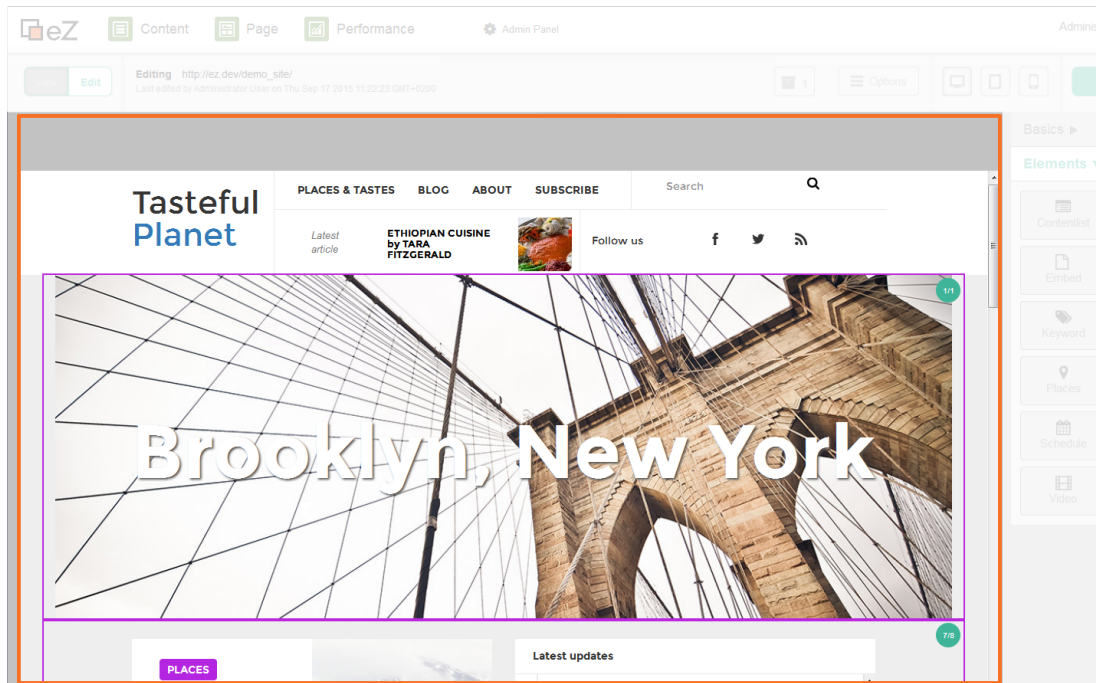 eZ Content Page Performance Admin Panel Admine
Edit
Editing http://ez.dev/demo_site/
Last edited by Administrator User on Thu Sep 17 2015 11:22:23 GMT+0200
1
Options
Basics
Elements
Contentlist
Embed
Keyword
Places
Schedule
Video
Tasteful
Planet
PLACES & TASTES BLOG ABOUT SUBSCRIBE Search
Latest
article
ETHIOPIAN CUISINE
by TARA
FITZGERALD
Follow us
1/1
Brooklyn, New York
7/8
PLACES
Latest updates